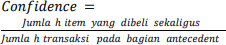 Confidence =
Jumla h item yang dibeli sekaligus
Jumla h transaksi pada bagian antecedent